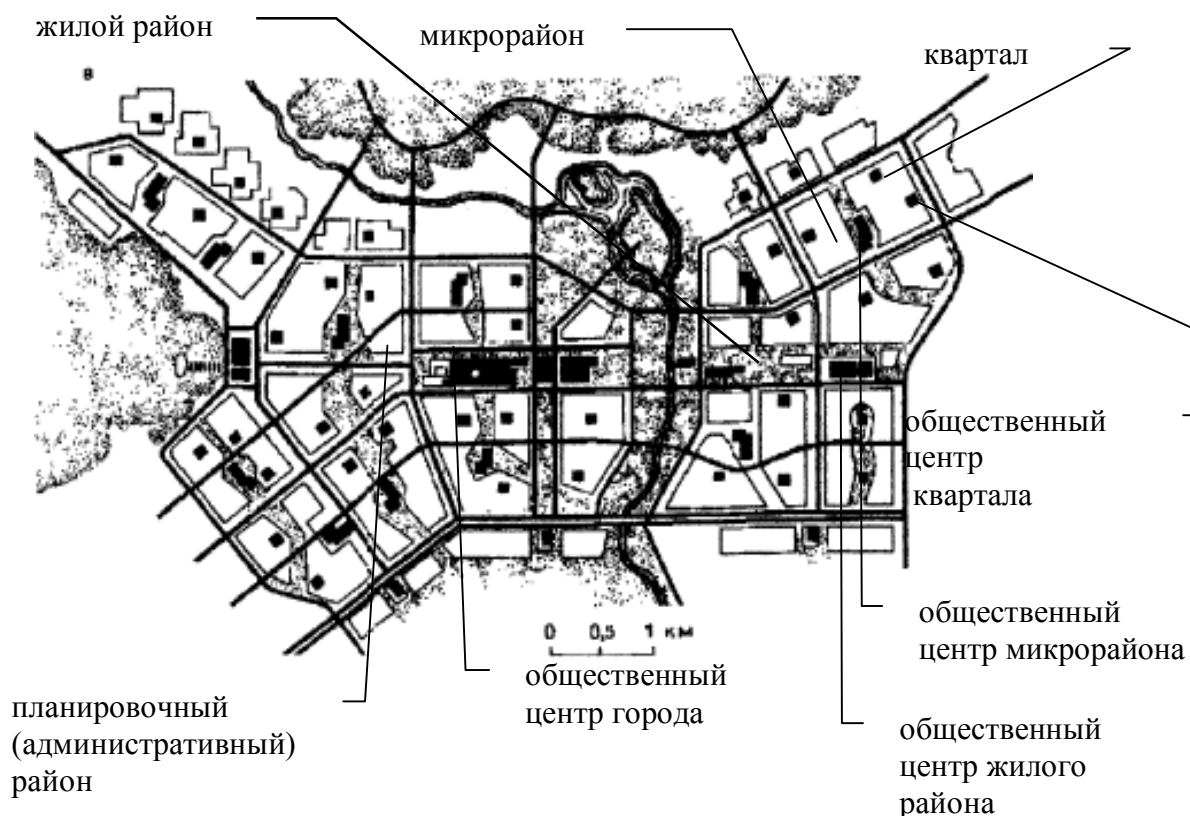 жилой район
микрорайон
квартал
в
общественный
центр
квартала
0 0,5 1 км
общественный
центр микрорайона
общественный
центр города
планировочный
(административный)
район
общественный
центр жилого
района